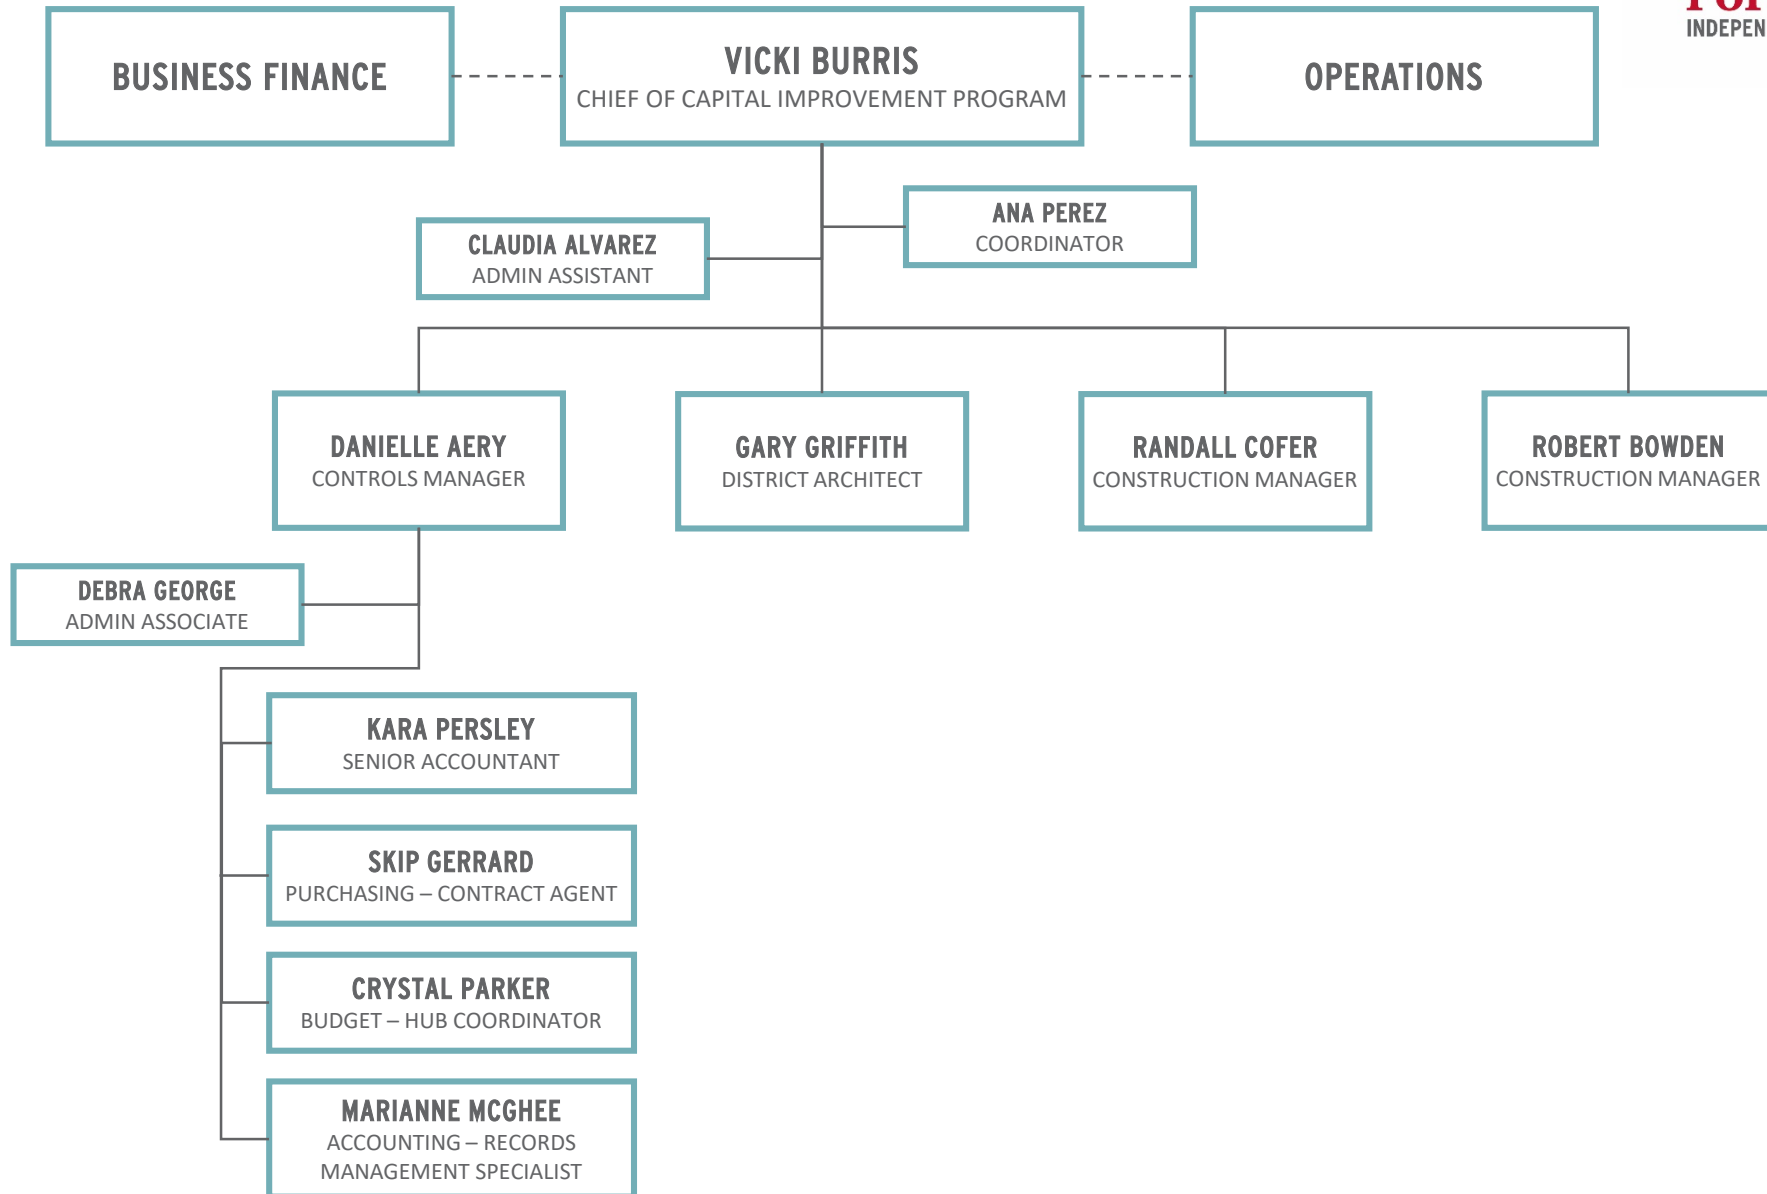 BUSINESS FINANCE
VICKI BURRIS
CHIEF OF CAPITAL IMPROVEMENT PROGRAM
OPERATIONS
INDEPEN
ANA PEREZ
COORDINATOR
CLAUDIA ALVAREZ
ADMIN ASSISTANT
DANIELLE AERY
CONTROLS MANAGER
GARY GRIFFITH
DISTRICT ARCHITECT
RANDALL COFER
CONSTRUCTION MANAGER
ROBERT BOWDEN
CONSTRUCTION MANAGER
DEBRA GEORGE
ADMIN ASSOCIATE
KARA PERSLEY
SENIOR ACCOUNTANT
SKIP GERRARD
PURCHASING – CONTRACT AGENT
CRYSTAL PARKER
BUDGET – HUB COORDINATOR
MARIANNE MCGHEE
ACCOUNTING – RECORDS
MANAGEMENT SPECIALIST